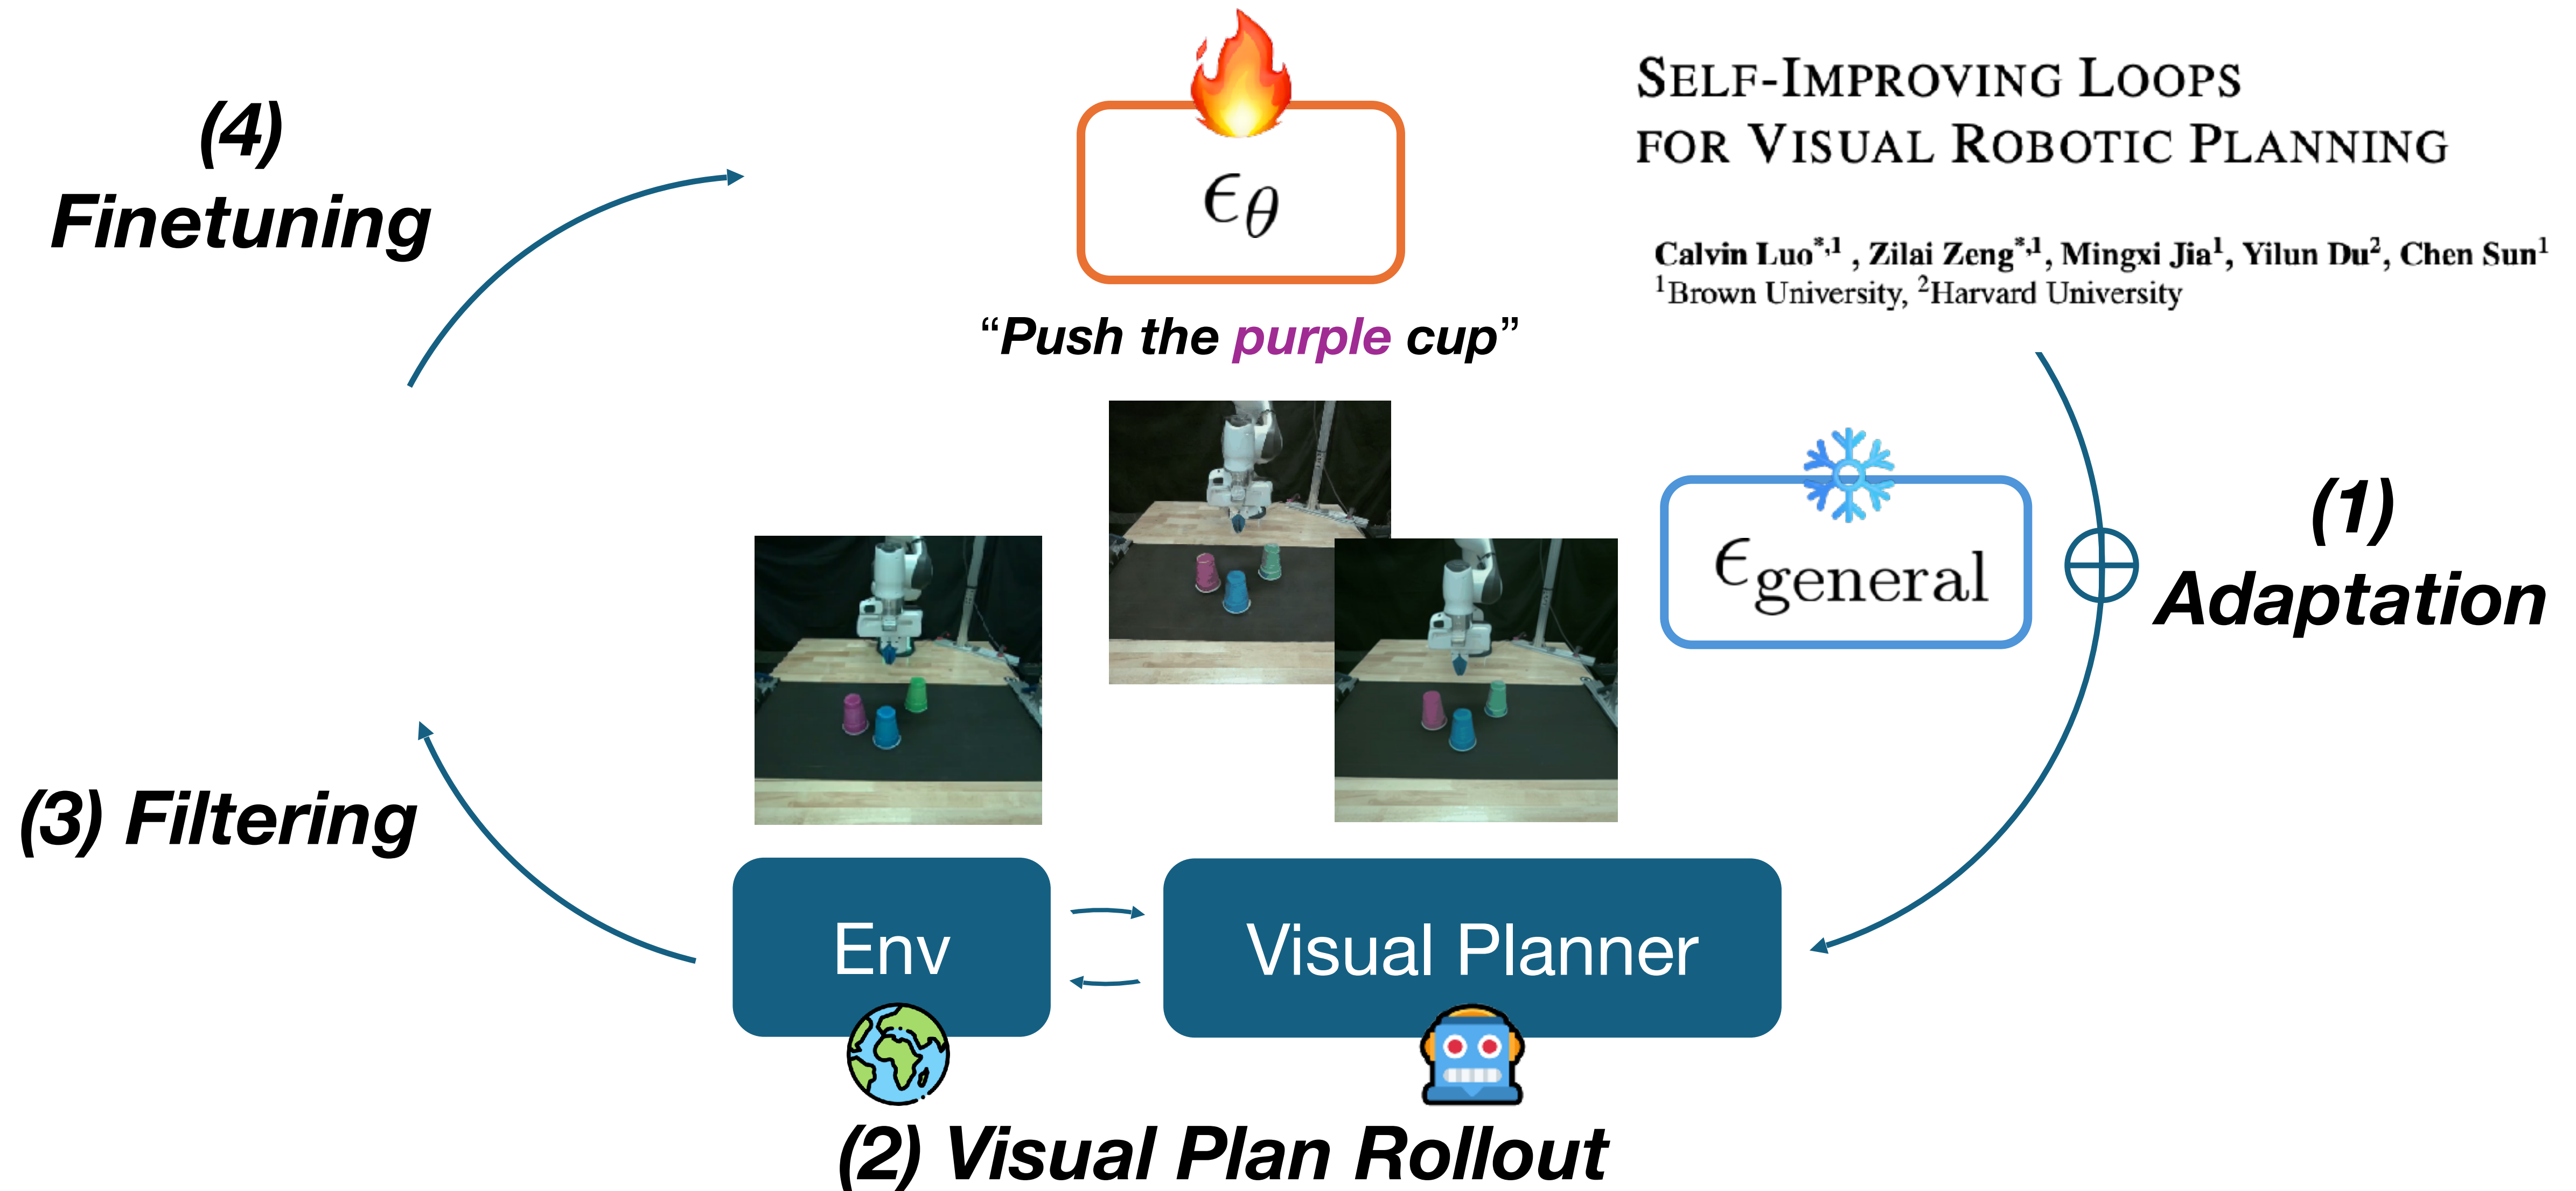 SELF-IMPROVING LOOPS
FOR VISUAL ROBOTIC PLANNING
Calvin Luo*,1 , Zilai Zeng*,1, Mingxi Jia1, Yilun Du2, Chen Sun1
1Brown University, 2Harvard University
(4)
Finetuning
ϵθ
“Push the purple cup”
ϵgeneral
(1)
Adaptation
(3) Filtering
Env
Visual Planner
(2) Visual Plan Rollout